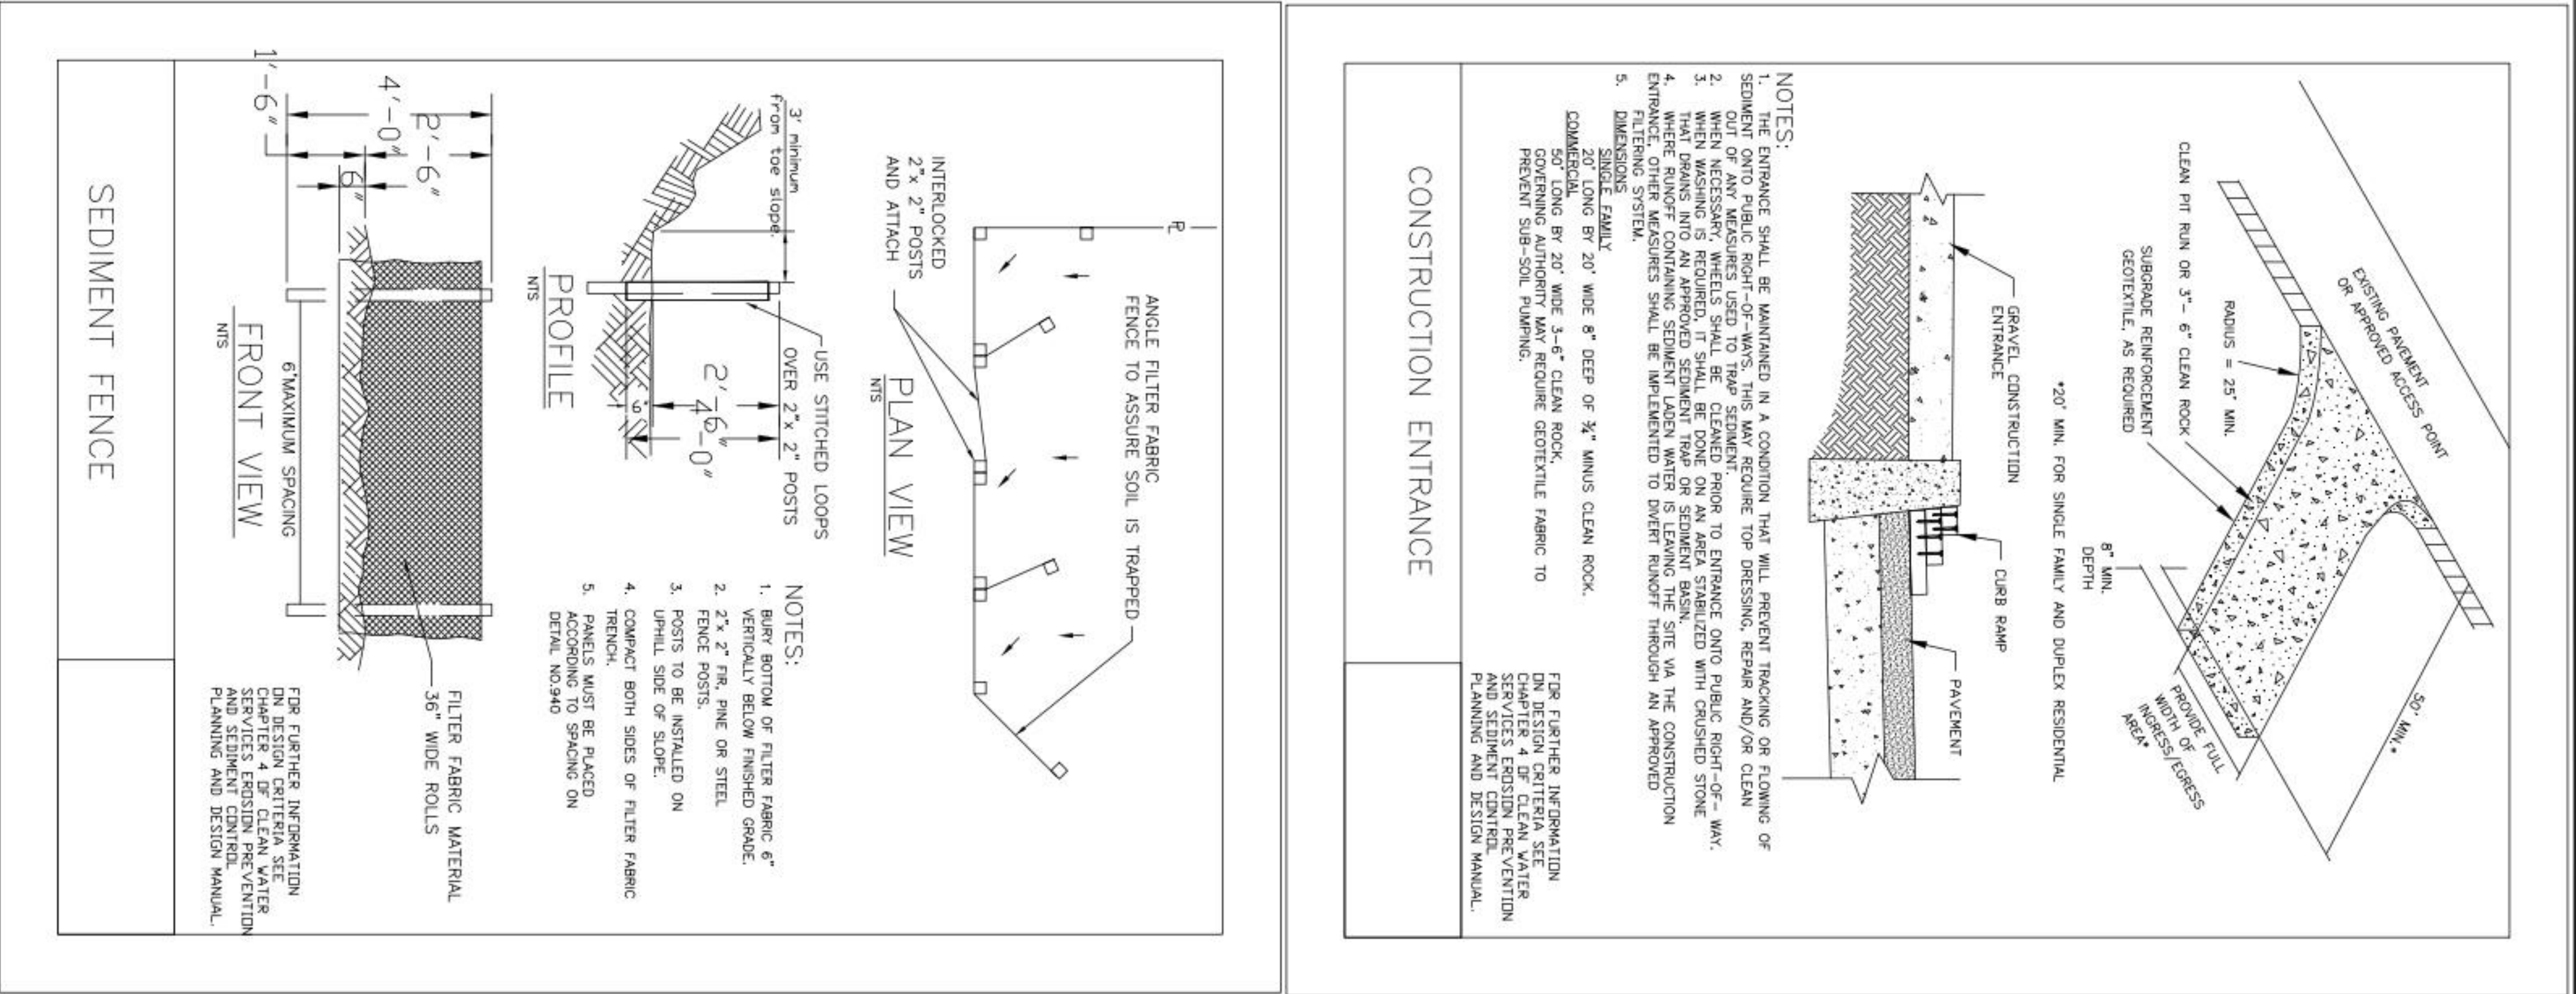 ANGLE FILTER FABRIC
FENCE TO ASSURE SOIL IS TRAPPED
INTERLOCKED
2"x 2" POSTS
AND ATTACH
PLAN VIEW
NTS
3' minimum
from toe slope.
USE STITCHED LOOPS
OVER 2"x 2" POSTS
2'-6"
4'-0"
6"
PROFILE
NTS
NOTES:
1. BURY BOTTOM OF FILTER FABRIC 6"
VERTICALLY BELOW FINISHED GRADE.
2. 2"x 2" FIR, PINE OR STEEL
FENCE POSTS.
3. POSTS TO BE INSTALLED ON
UPHILL SIDE OF SLOPE.
4. COMPACT BOTH SIDES OF FILTER FABRIC
TRENCH.
5. PANELS MUST BE PLACED
ACCORDING TO SPACING ON
DETAIL NO.940
2'-6"
4'-0"
6"
1'-6"
FILTER FABRIC MATERIAL
36" WIDE ROLLS
6'MAXIMUM SPACING
FRONT VIEW
NTS
FOR FURTHER INFORMATION
ON DESIGN CRITERIA SEE
CHAPTER 4 OF CLEAN WATER
SERVICES EROSION PREVENTION
AND SEDIMENT CONTROL
PLANNING AND DESIGN MANUAL.
SEDIMENT FENCE
EXISTING PAVEMENT
OR APPROVED ACCESS POINT
50' MIN.*
CLEAN PIT RUN OR 3"- 6" CLEAN ROCK
RADIUS = 25' MIN.
SUBGRADE REINFORCEMENT
GEOTEXTILE, AS REQUIRED
8" MIN.
DEPTH
PROVIDE FULL
WIDTH OF
INGRESS/EGRESS
AREA*
*20' MIN. FOR SINGLE FAMILY AND DUPLEX RESIDENTIAL
GRAVEL CONSTRUCTION
ENTRANCE
CURB RAMP
PAVEMENT
NOTES:
1. THE ENTRANCE SHALL BE MAINTAINED IN A CONDITION THAT WILL PREVENT TRACKING OR FLOWING OF
SEDIMENT ONTO PUBLIC RIGHT-OF-WAYS. THIS MAY REQUIRE TOP DRESSING, REPAIR AND/OR CLEAN
OUT OF ANY MEASURES USED TO TRAP SEDIMENT.
2. WHEN NECESSARY, WHEELS SHALL BE CLEANED PRIOR TO ENTRANCE ONTO PUBLIC RIGHT-OF- WAY.
3. WHEN WASHING IS REQUIRED, IT SHALL BE DONE ON AN AREA STABILIZED WITH CRUSHED STONE
THAT DRAINS INTO AN APPROVED SEDIMENT TRAP OR SEDIMENT BASIN.
4. WHERE RUNOFF CONTAINING SEDIMENT LADEN WATER IS LEAVING THE SITE VIA THE CONSTRUCTION
ENTRANCE, OTHER MEASURES SHALL BE IMPLEMENTED TO DIVERT RUNOFF THROUGH AN APPROVED
FILTERING SYSTEM.
5. DIMENSIONS
SINGLE FAMILY
20' LONG BY 20' WIDE 8" DEEP OF ¾" MINUS CLEAN ROCK.
COMMERCIAL
50' LONG BY 20' WIDE 3-6" CLEAN ROCK,
GOVERNING AUTHORITY MAY REQUIRE GEOTEXTILE FABRIC TO
PREVENT SUB-SOIL PUMPING.
FOR FURTHER INFORMATION
ON DESIGN CRITERIA SEE
CHAPTER 4 OF CLEAN WATER
SERVICES EROSION PREVENTION
AND SEDIMENT CONTROL
PLANNING AND DESIGN MANUAL.
CONSTRUCTION ENTRANCE